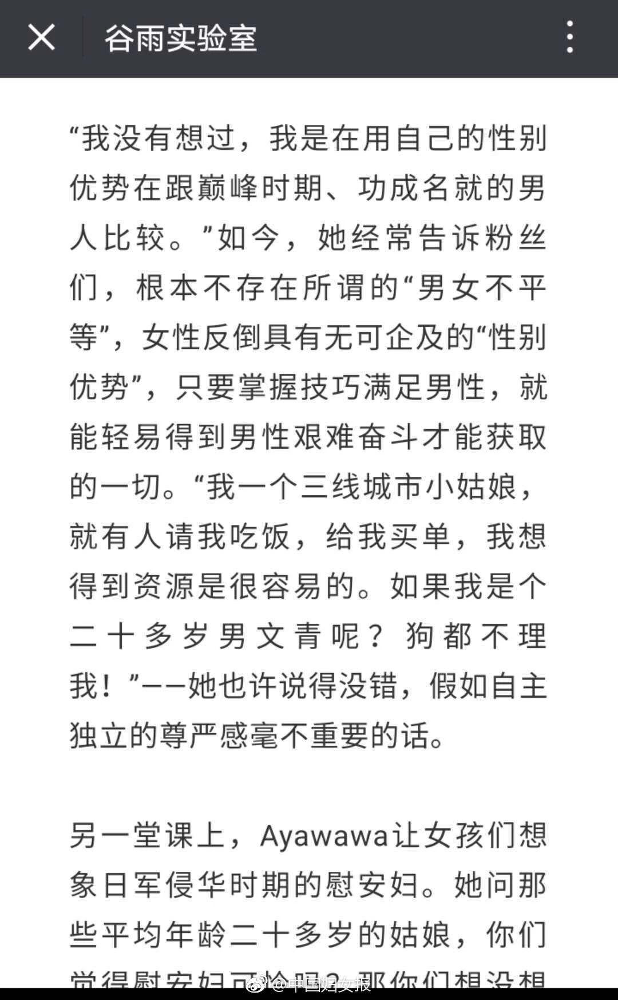 谷雨实验室
“我没有想过，我是在用自己的性别
优势在跟巅峰时期、功成名就的男
人比较。”如今，她经常告诉粉丝
们，根本不存在所谓的“男女不平
等”，女性反倒具有无可企及的“性别
优势”，只要掌握技巧满足男性，就
能轻易得到男性艰难奋斗才能获取
的一切。“我一个三线城市小姑娘，
就有人请我吃饭，给我买单，我想
得到资源是很容易的。如果我是个
二十多岁男文青呢？狗都不理
我！”——她也许说得没错，假如自主
独立的尊严感毫不重要的话。
另一堂课上，Ayawawa让女孩们想
象日军侵华时期的慰安妇。她问那
些平均年龄二十多岁的姑娘，你们
觉得慰安妇可怜吗？那你们想没想
@中国妇女报